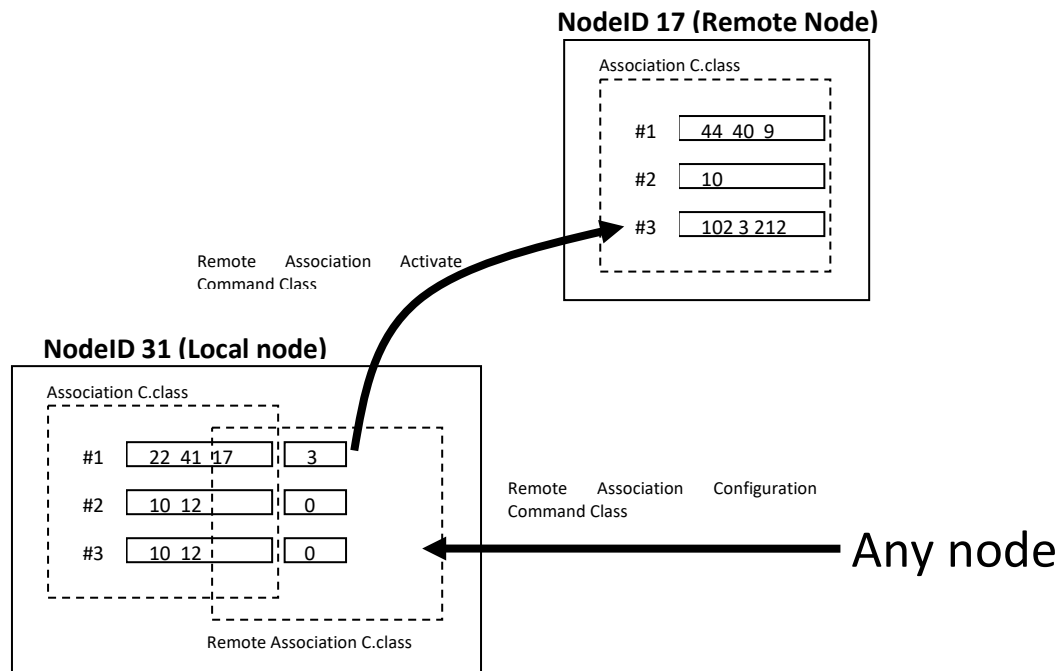 NodeID 17 (Remote Node)
Association C.class
#1 44 40 9
#2 10
#3 102 3 212
Remote Association Activate
Command Class
NodeID 31 (Local node)
Association C.class
#1 22 41 17 3
#2 10 12 0
#3 10 12 0
Remote Association C.class
Remote Association Configuration
Command Class
Any node